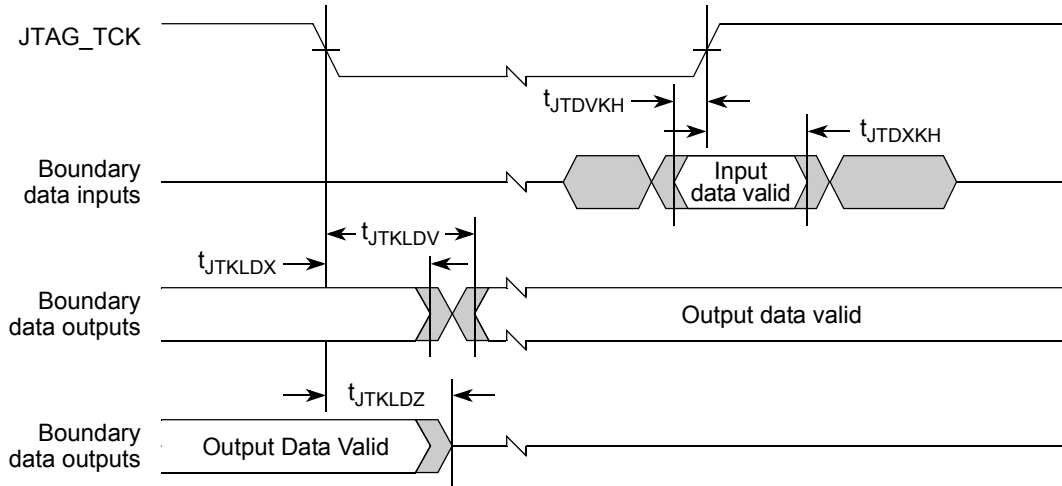 JTAG_TCK
tJTDVKH
tJTDXKH
Boundary
data inputs
Input
data valid
tJTKLDV
tJTKLDX
Boundary
data outputs
Output data valid
tJTKLDZ
Boundary
data outputs
Output Data Valid